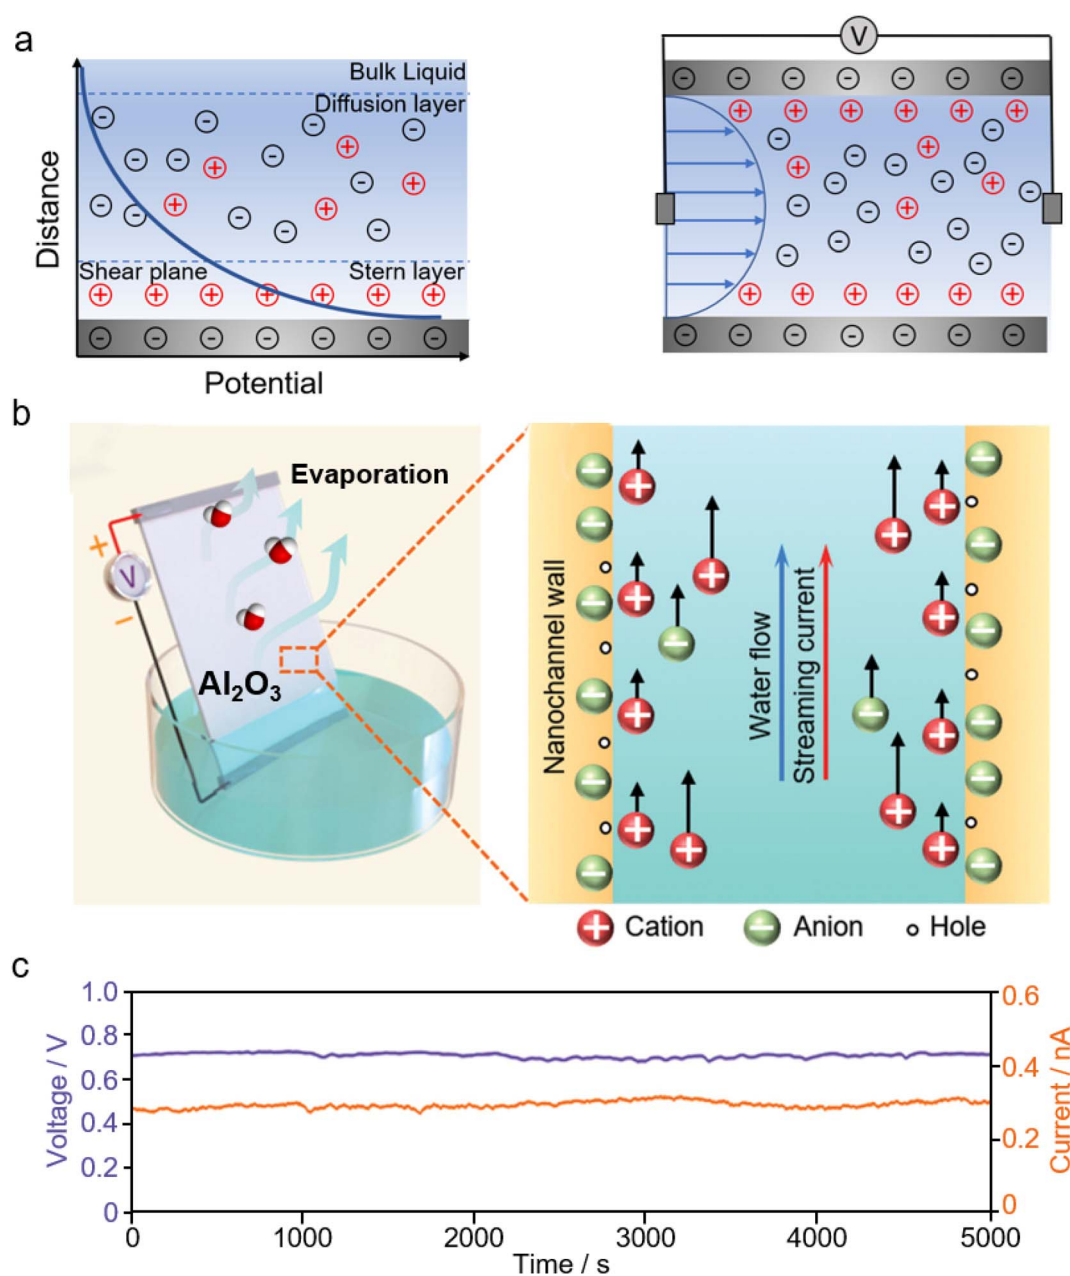 a
Bulk Liquid
Diffusion layer
Shear plane
Stern layer
Distance
Potential
V
b
Evaporation
+
V
−
Al₂O₃
Nanochannel wall
Water flow
Streaming current
Cation
Anion
Hole
c
Voltage / V
1.0
0.8
0.6
0.4
0.2
0
0.6
0.4
0.2
0
Current / nA
0
1000
2000
3000
4000
5000
Time / s